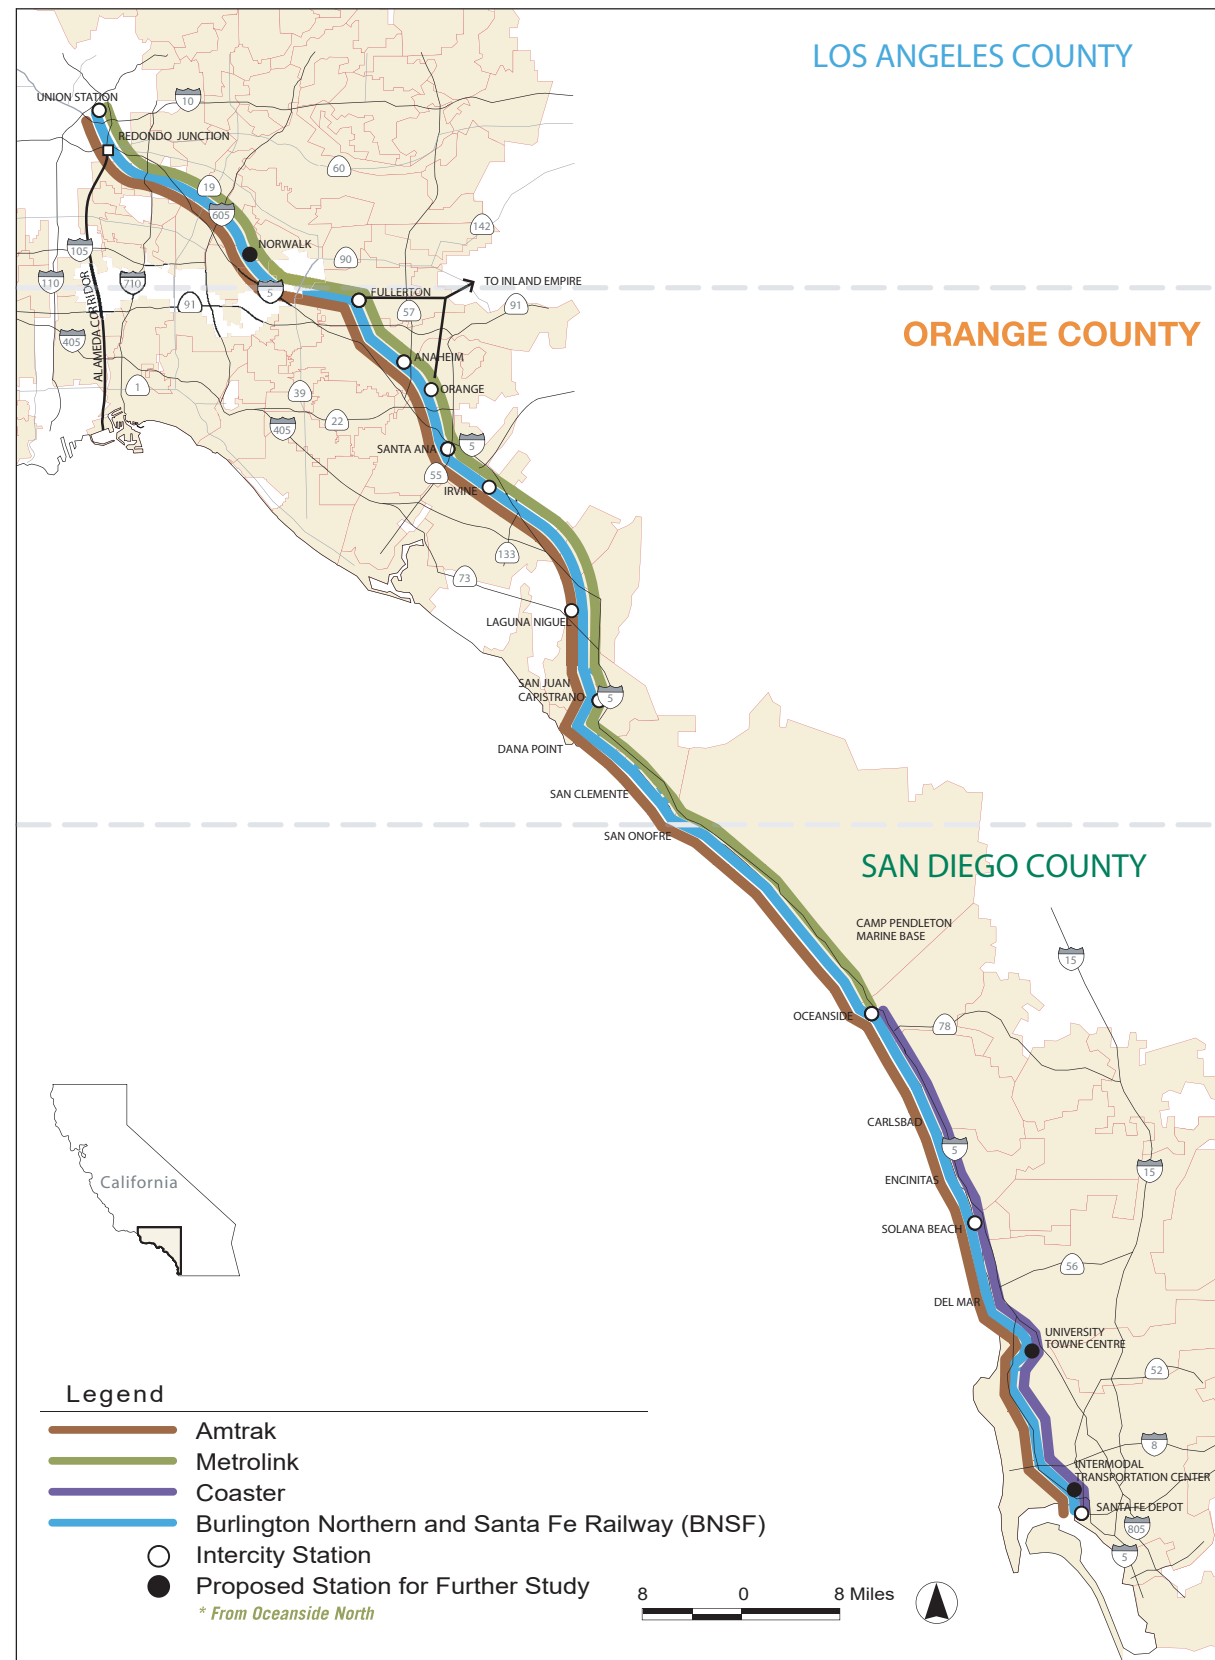 LOS ANGELES COUNTY
UNION STATION
10
REDONDO JUNCTION
60
19
605
142
NORWALK
105
90
110
710
5
TO INLAND EMPIRE
FULLERTON
91
57
91
ORANGE COUNTY
405
ALAMEDA CORRIDOR
ANAHEIM
1
39
ORANGE
22
405
SANTA ANA
5
55
IRVINE
133
73
LAGUNA NIGUEL
SAN JUAN
CAPISTRANO
5
DANA POINT
SAN CLEMENTE
SAN ONOFRE
SAN DIEGO COUNTY
CAMP PENDLETON
MARINE BASE
15
OCEANSIDE
78
CARLSBAD
5
15
California
ENCINITAS
SOLANA BEACH
56
DEL MAR
UNIVERSITY
TOWNE CENTRE
52
8
INTERMODAL
TRANSPORTATION CENTER
SANTA FE DEPOT
805
5
Legend
Amtrak
Metrolink
Coaster
Burlington Northern and Santa Fe Railway (BNSF)
Intercity Station
Proposed Station for Further Study
* From Oceanside North
8 0 8 Miles